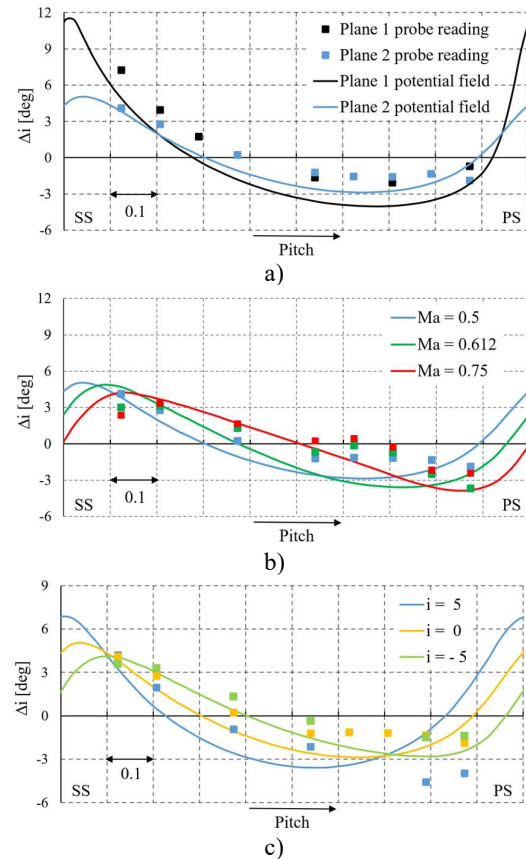 12
9
6
3
0
-3
-6
Δi [deg]
Plane 1 probe reading
Plane 2 probe reading
Plane 1 potential field
Plane 2 potential field
SS
0.1
Pitch
PS
a)
12
9
6
3
0
-3
-6
Δi [deg]
Ma = 0.5
Ma = 0.612
Ma = 0.75
SS
0.1
Pitch
PS
b)
9
6
3
0
-3
-6
Δi [deg]
i = 5
i = 0
i = - 5
SS
0.1
Pitch
PS
c)